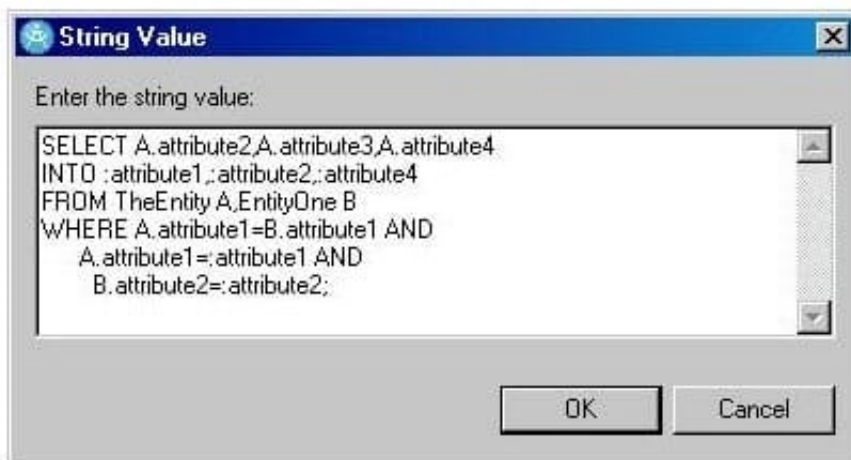 String Value
Enter the string value:
SELECT A.attribute2,A.attribute3,A.attribute4
INTO :attribute1,:attribute2,:attribute4
FROM TheEntity A,EntityOne B
WHERE A.attribute1=B.attribute1 AND
A.attribute1=:attribute1 AND
B.attribute2=:attribute2;
OK Cancel